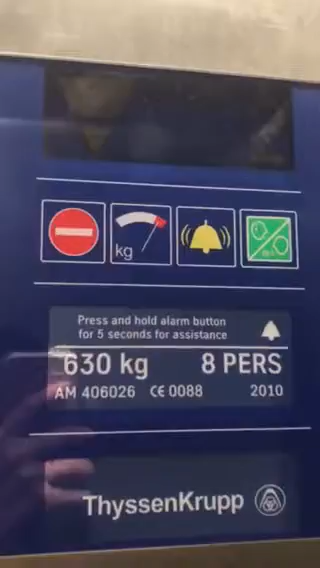 kg
Press and hold alarm button
for 5 seconds for assistance
630 kg 8 PERS
AM 406026 CE 0088 2010
ThyssenKrupp